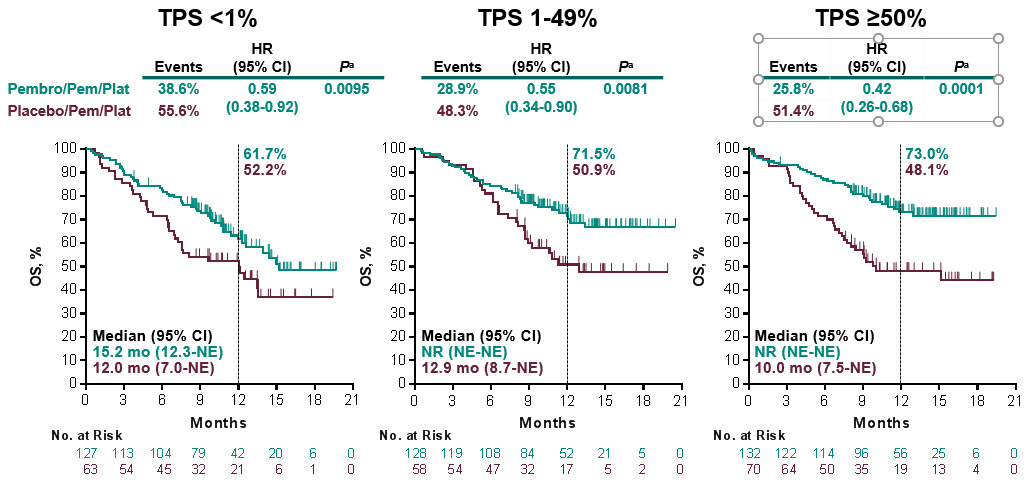 TPS <1%
HR
Events (95% CI) Pᵃ
Pembro/Pem/Plat 38.6% 0.59 0.0095
Placebo/Pem/Plat 55.6% (0.38-0.92)
100
90
80
70
60
50
40
30
20
10
0
OS, %
61.7%
52.2%
Median (95% CI)
15.2 mo (12.3-NE)
12.0 mo (7.0-NE)
0 3 6 9 12 15 18 21
Months
No. at Risk
127 113 104 79 42 20 6 0
63 54 45 32 21 6 1 0
TPS 1-49%
HR
Events (95% CI) Pᵃ
28.9% 0.55 0.0081
48.3% (0.34-0.90)
100
90
80
70
60
50
40
30
20
10
0
OS, %
71.5%
50.9%
Median (95% CI)
NR (NE-NE)
12.9 mo (8.7-NE)
0 3 6 9 12 15 18 21
Months
No. at Risk
128 119 108 84 52 21 5 0
58 54 47 32 17 5 2 0
TPS ≥50%
HR
Events (95% CI) Pᵃ
25.8% 0.42 0.0001
51.4% (0.26-0.68)
100
90
80
70
60
50
40
30
20
10
0
OS, %
73.0%
48.1%
Median (95% CI)
NR (NE-NE)
10.0 mo (7.5-NE)
0 3 6 9 12 15 18 21
Months
No. at Risk
132 122 114 96 56 25 6 0
70 64 50 35 19 13 4 0